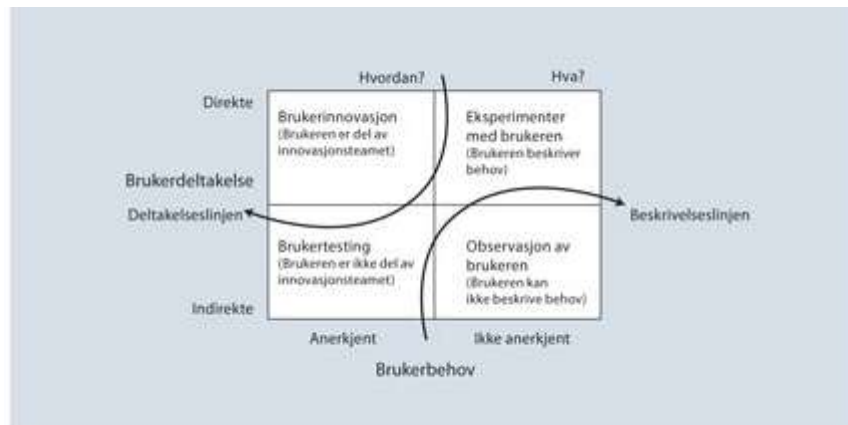 Hvordan?
Hva?
Direkte
Brukerinnovasjon
(Brukeren er del av
innovasjonsteamet)
Eksperimenter
med brukeren
(Brukeren beskriver
behov)
Brukerdeltakelse
Deltakelseslinjen
Beskrivelseslinjen
Brukertesting
(Brukeren er ikke del av
innovasjonsteamet)
Observasjon av
brukeren
(Brukeren kan
ikke beskrive behov)
Indirekte
Anerkjent
Ikke anerkjent
Brukerbehov